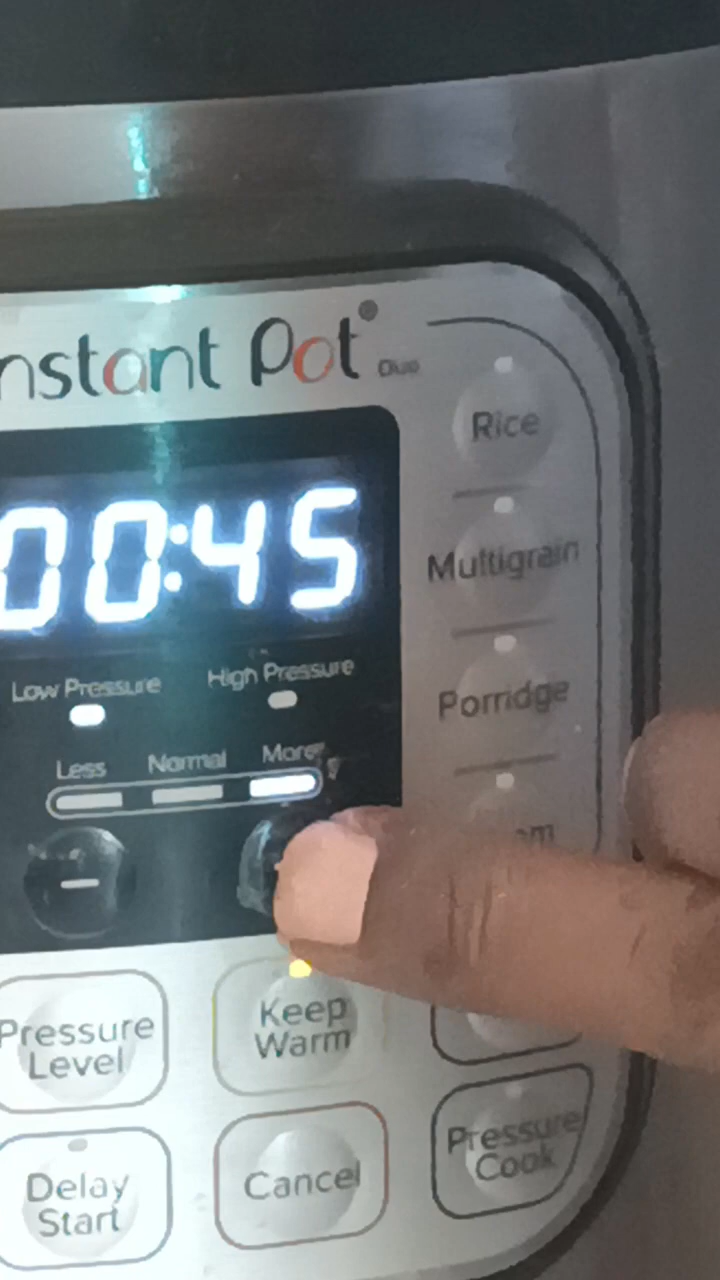 nstant Pot
Duo
Rice
00:45
Multigrain
Low Pressure High Pressure
Porridge
Less Normal More
Pressure
Level
Keep
Warm
Pressure
Cook
Delay
Start
Cancel